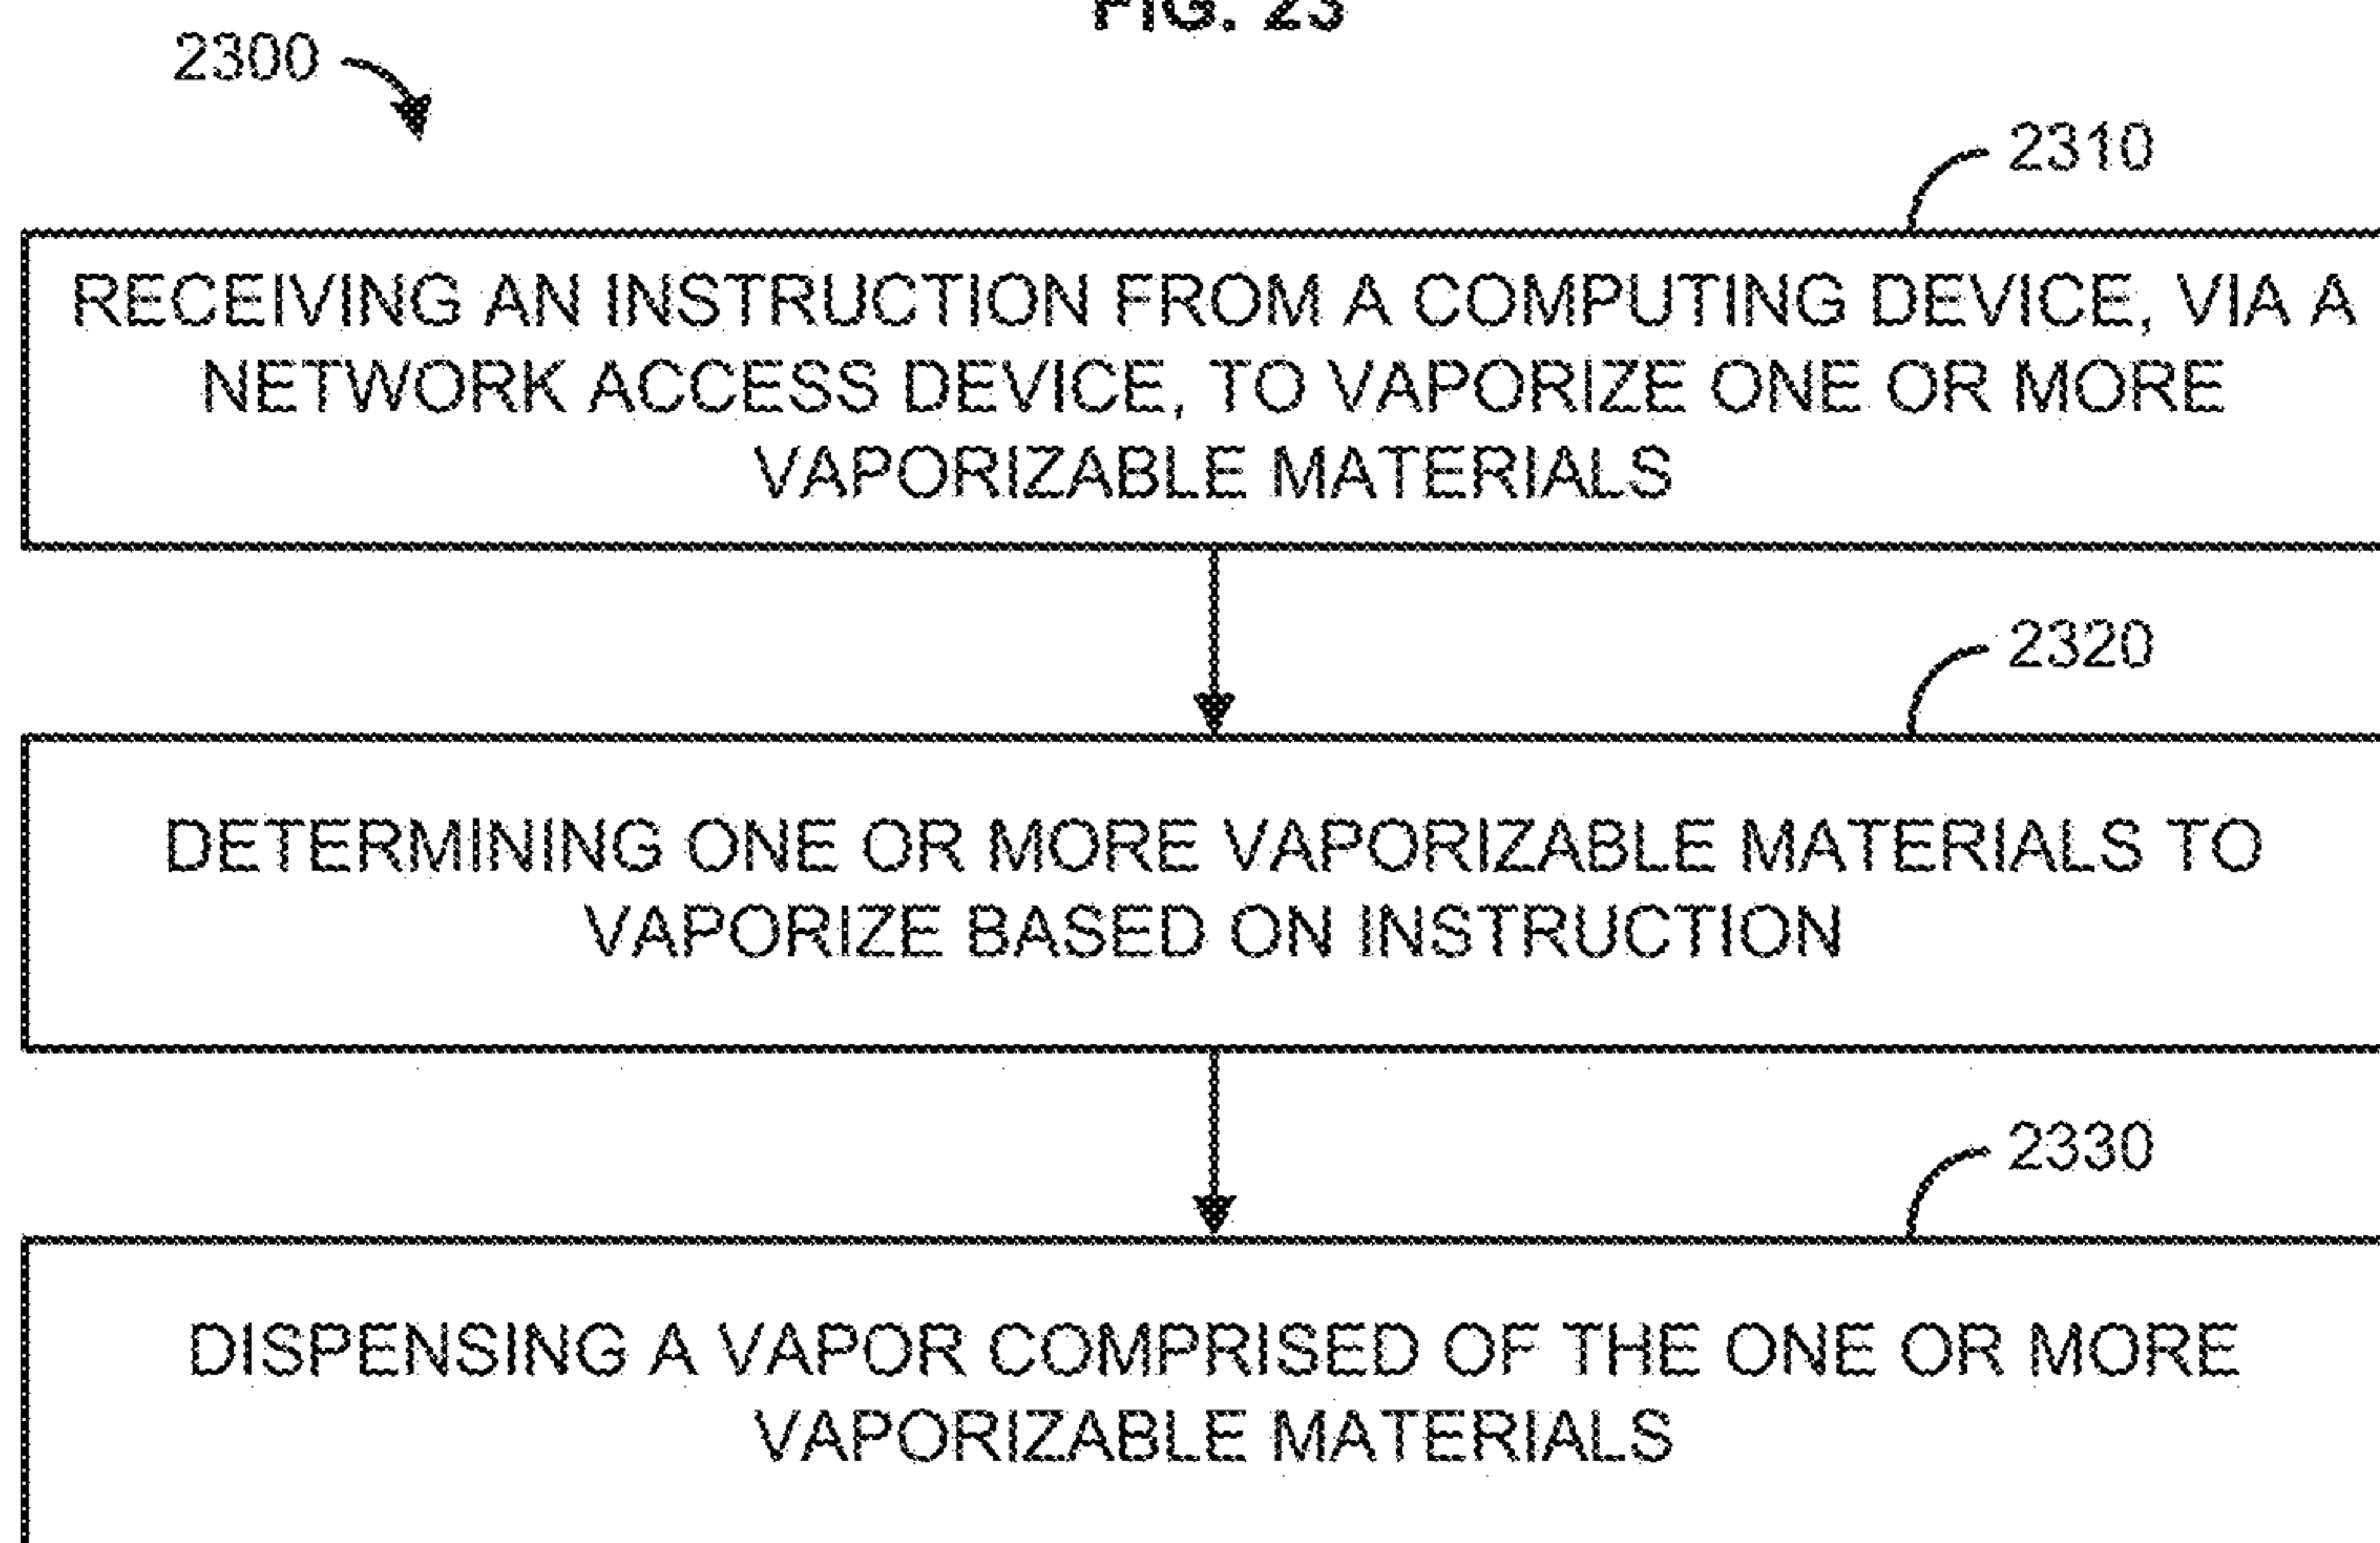 FIG. 23
2300
2310
RECEIVING AN INSTRUCTION FROM A COMPUTING DEVICE, VIA A
NETWORK ACCESS DEVICE, TO VAPORIZE ONE OR MORE
VAPORIZABLE MATERIALS
2320
DETERMINING ONE OR MORE VAPORIZABLE MATERIALS TO
VAPORIZE BASED ON INSTRUCTION
2330
DISPENSING A VAPOR COMPRISED OF THE ONE OR MORE
VAPORIZABLE MATERIALS